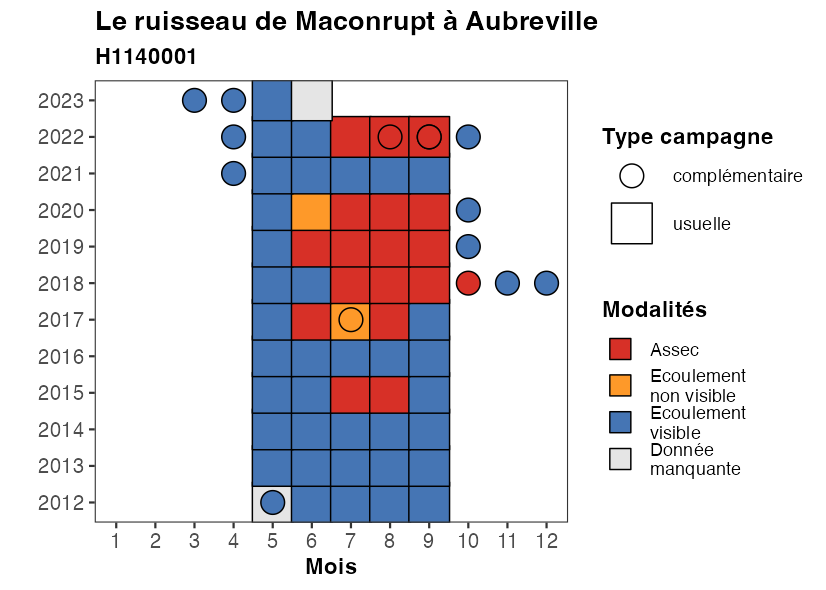 Le ruisseau de Maconrupt à Aubreville
H1140001
2023
2022
2021
2020
2019
2018
2017
2016
2015
2014
2013
2012
1 2 3 4 5 6 7 8 9 10 11 12
Mois
Type campagne
complémentaire
usuelle
Modalités
Assec
Ecoulement
non visible
Ecoulement
visible
Donnée
manquante